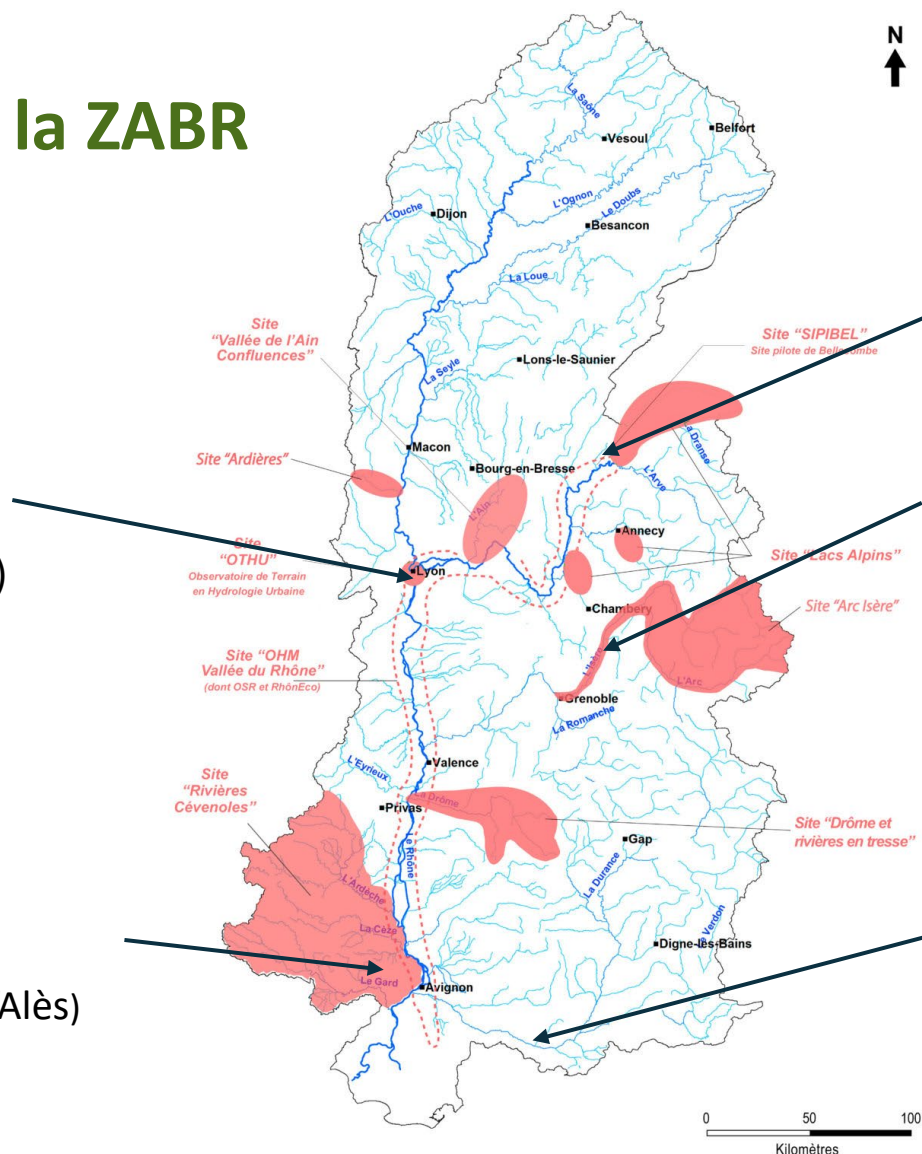 la ZABR
N
La Saône
Vesoul
Belfort
L'Ognon
Le Doubs
L'Ouche
Dijon
Besancon
La Loue
Site
"Vallée de l'Ain
Confluences"
Site "SIPIBEL"
Site pilote de Bellecombe
Lons-le-Saunier
La Seyle
La Dranse
Macon
Bourg-en-Bresse
L'Arve
Site "Ardières"
L'Ain
Annecy
Site
"OTHU"
Observatoire de Terrain
en Hydrologie Urbaine
)
Lyon
Site "Lacs Alpins"
Chambery
Site "Arc Isère"
L'Isère
L'Arc
Site "OHM
Vallée du Rhône"
(dont OSR et RhônEco)
Grenoble
La Romanche
Valence
L'Eyrieux
Site
"Rivières
Cévenoles"
Privas
La Drôme
Le Rhône
Site "Drôme et
rivières en tresse"
Gap
La Durance
L'Ardèche
La Cèze
Le Verdon
Digne-les-Bains
Le Gard
Avignon
Alès)
0 50 100
Kilomètres